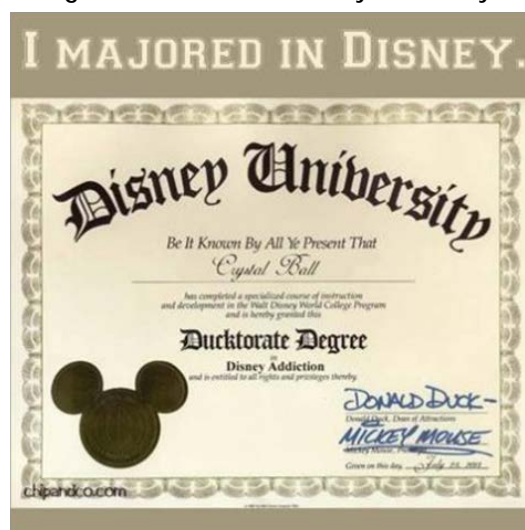 I MAJORED IN DISNEY.
Disney University
Be It Known By All Ye Present That
Crystal Ball
has completed a specialized course of instruction
and development in the Walt Disney World College Program
and is hereby granted this
Ducktorate Degree
in
Disney Addiction
and is entitled to all rights and privileges thereby.
DONALD DUCK
Donald Duck, Dean of Attractions
MICKEY MOUSE
Mickey Mouse,
Given on this day, July
chipandco.com